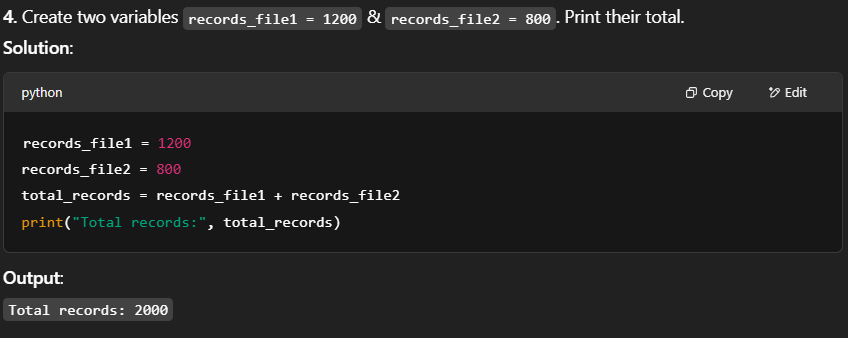 4. Create two variables records_file1 = 1200 & records_file2 = 800. Print their total.
Solution:
python Copy Edit
records_file1 = 1200
records_file2 = 800
total_records = records_file1 + records_file2
print("Total records:", total_records)
Output:
Total records: 2000